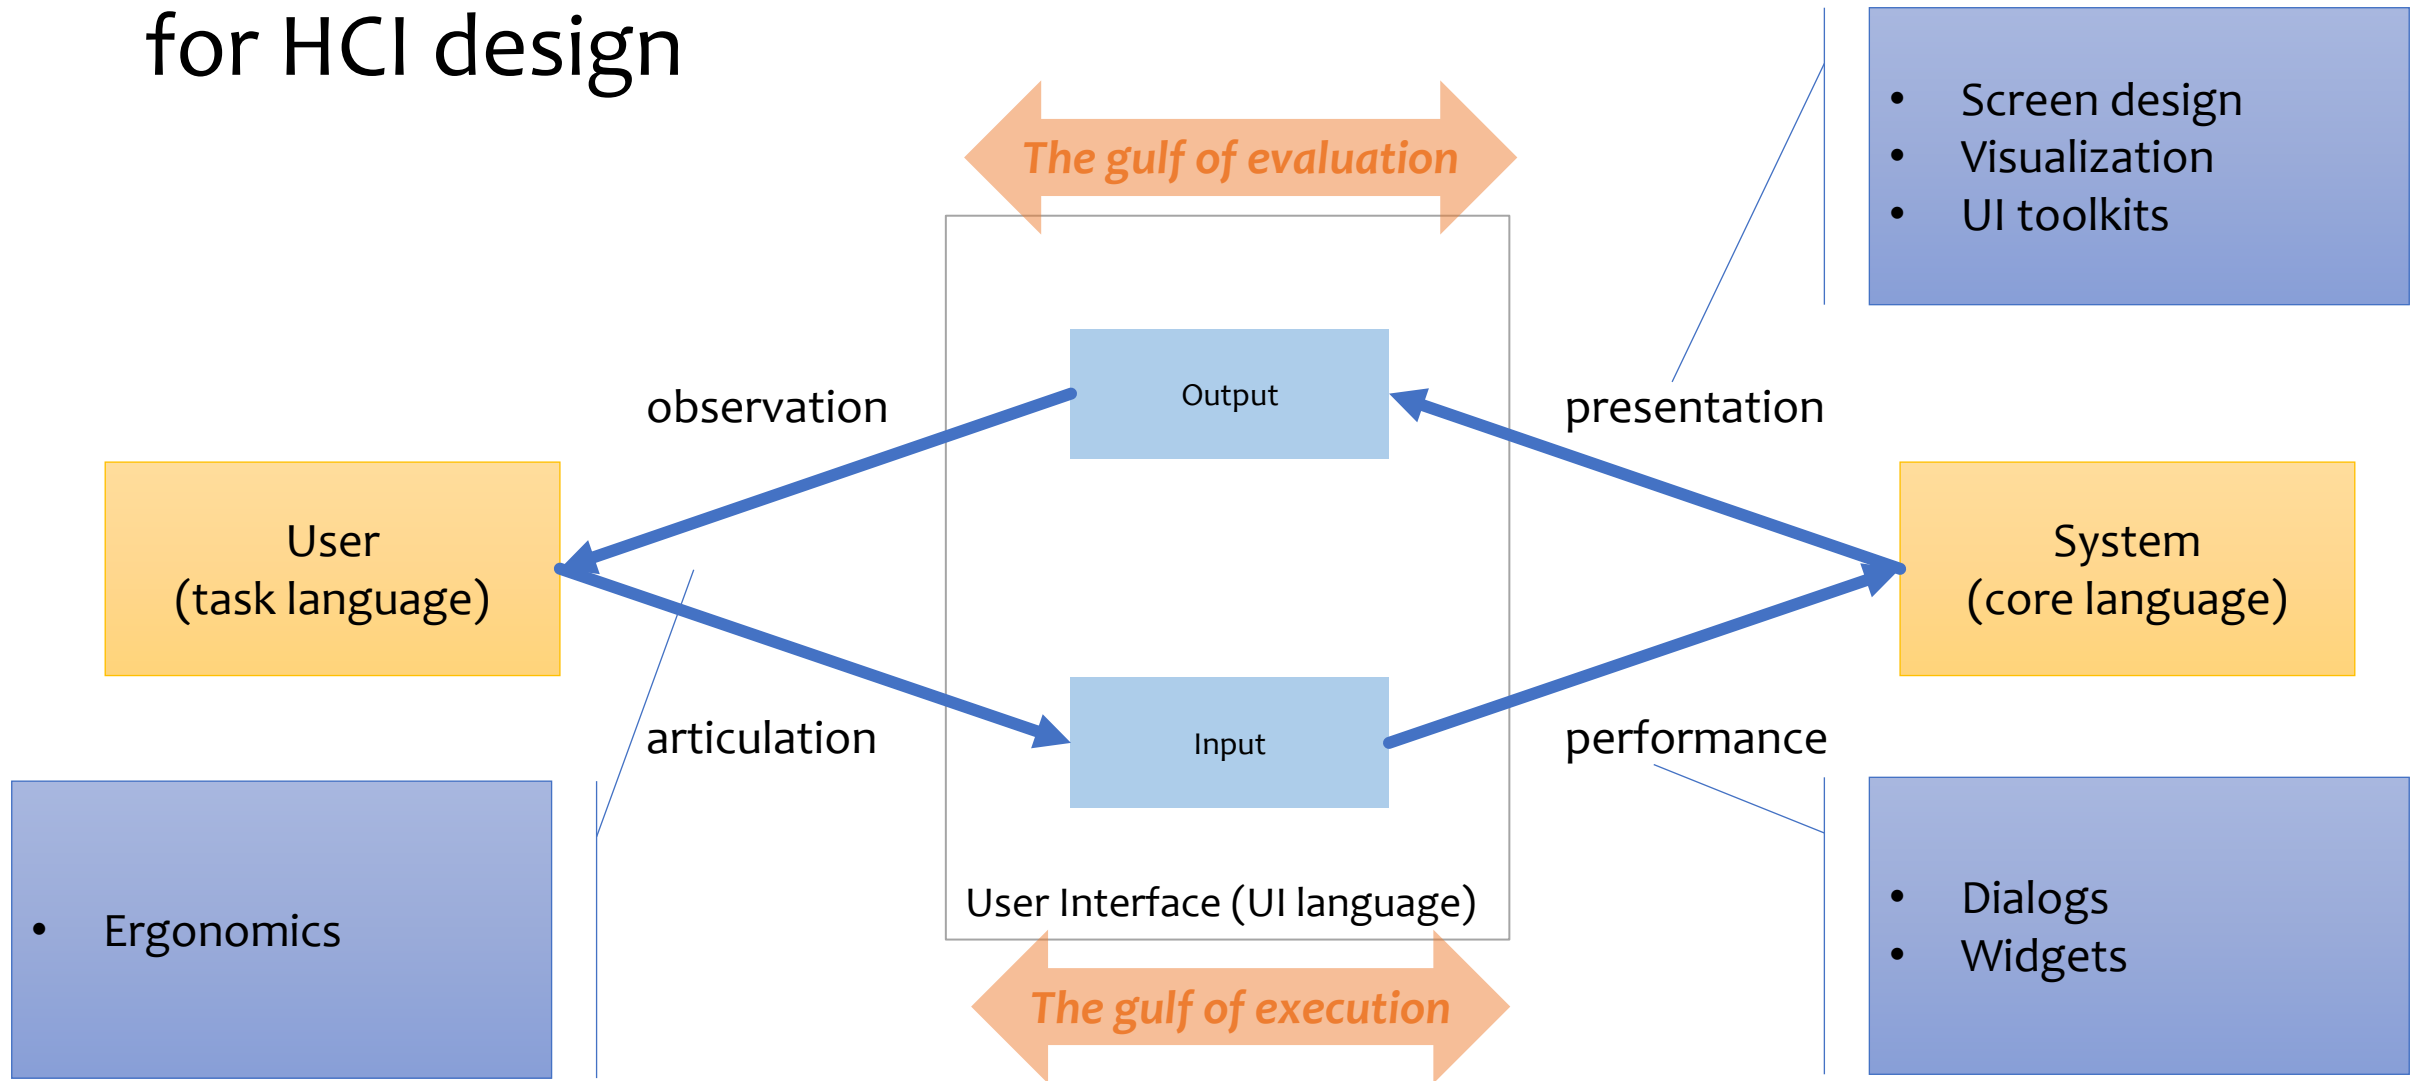 for HCI design
The gulf of evaluation
• Screen design
• Visualization
• UI toolkits
observation
Output
presentation
User
(task language)
System
(core language)
articulation
Input
performance
User Interface (UI language)
• Ergonomics
• Dialogs
• Widgets
The gulf of execution